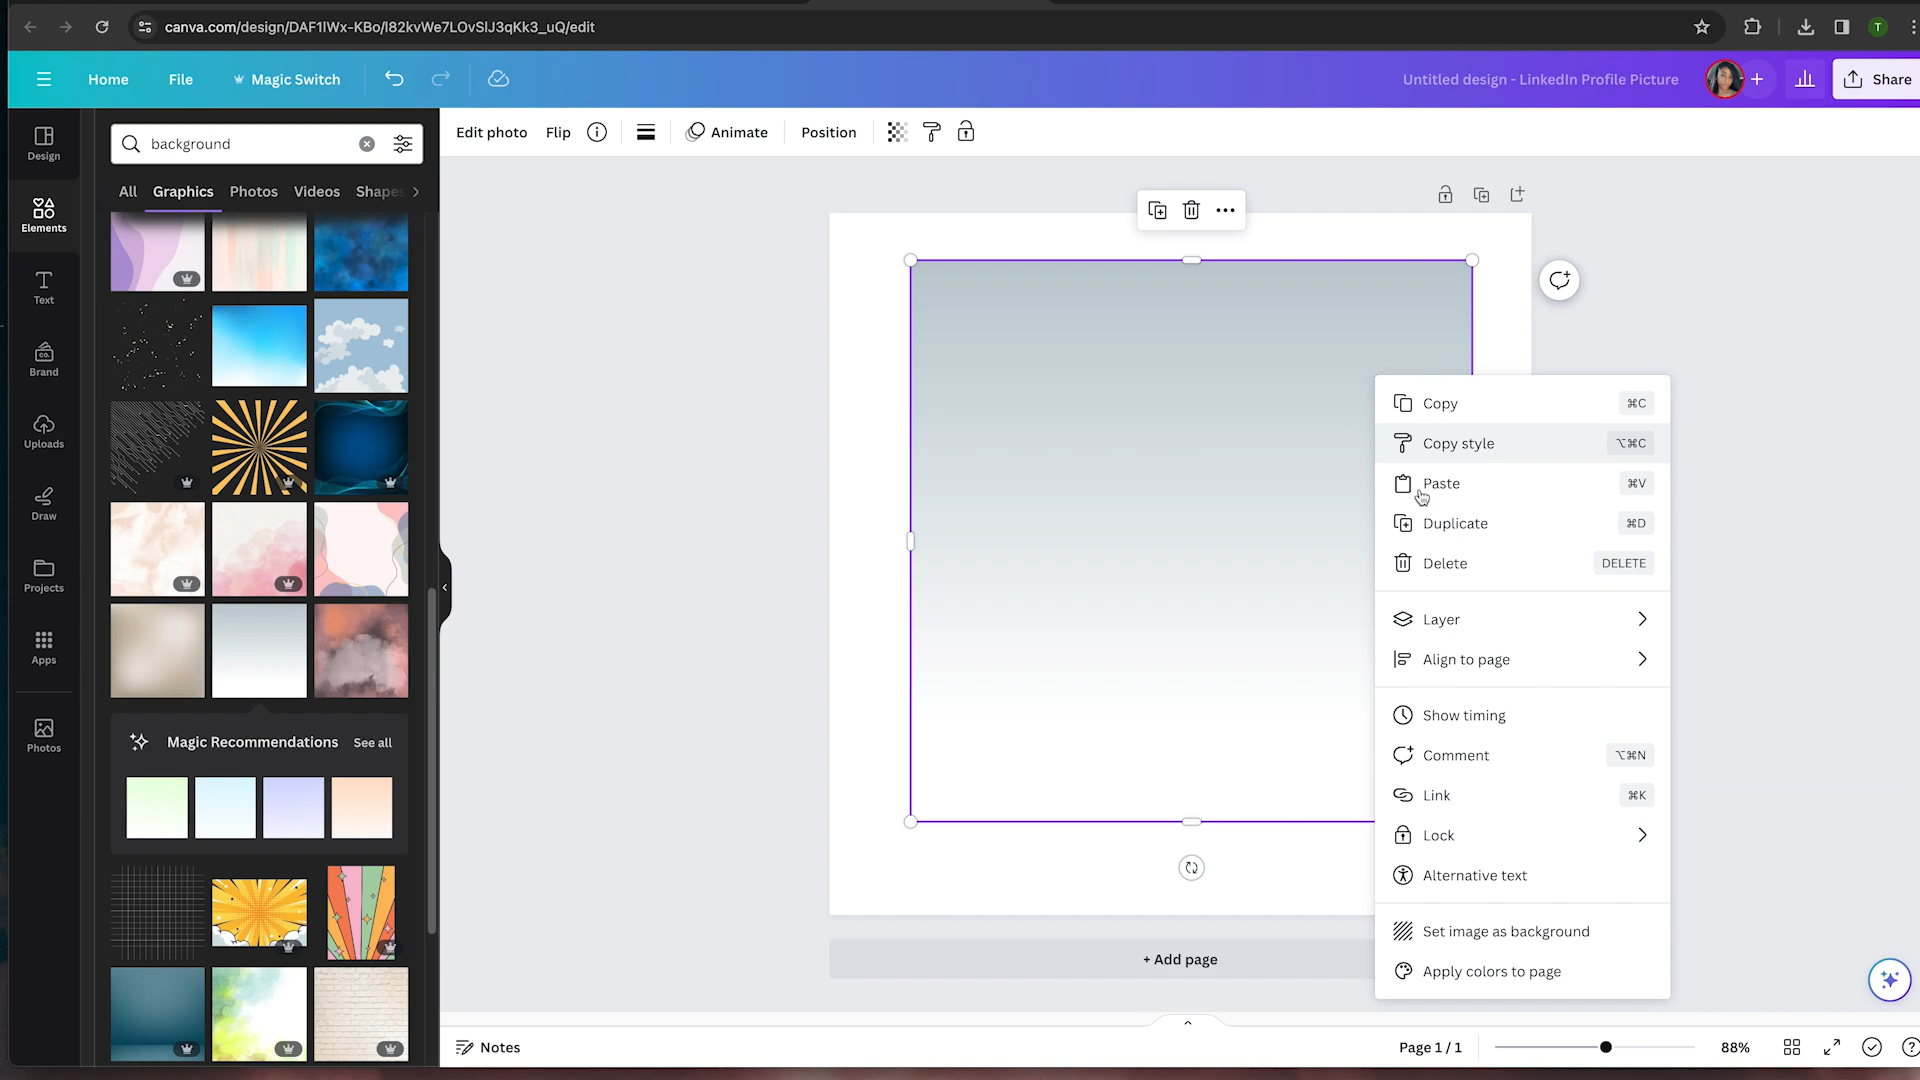 canva.com/design/DAF1lWx-KBo/l82kvWe7LOvSlJ3qKk3_uQ/edit
T
Home
File
Magic Switch
Untitled design - LinkedIn Profile Picture
Share
Design
Elements
Text
Brand
Uploads
Draw
Projects
Apps
Photos
background
All
Graphics
Photos
Videos
Shapes
Magic Recommendations
See all
Edit photo
Flip
Animate
Position
Copy ⌘C
Copy style ⌥⌘C
Paste ⌘V
Duplicate ⌘D
Delete DELETE
Layer
Align to page
Show timing
Comment ⌥⌘N
Link ⌘K
Lock
Alternative text
Set image as background
Apply colors to page
+ Add page
Notes
Page 1 / 1
88%